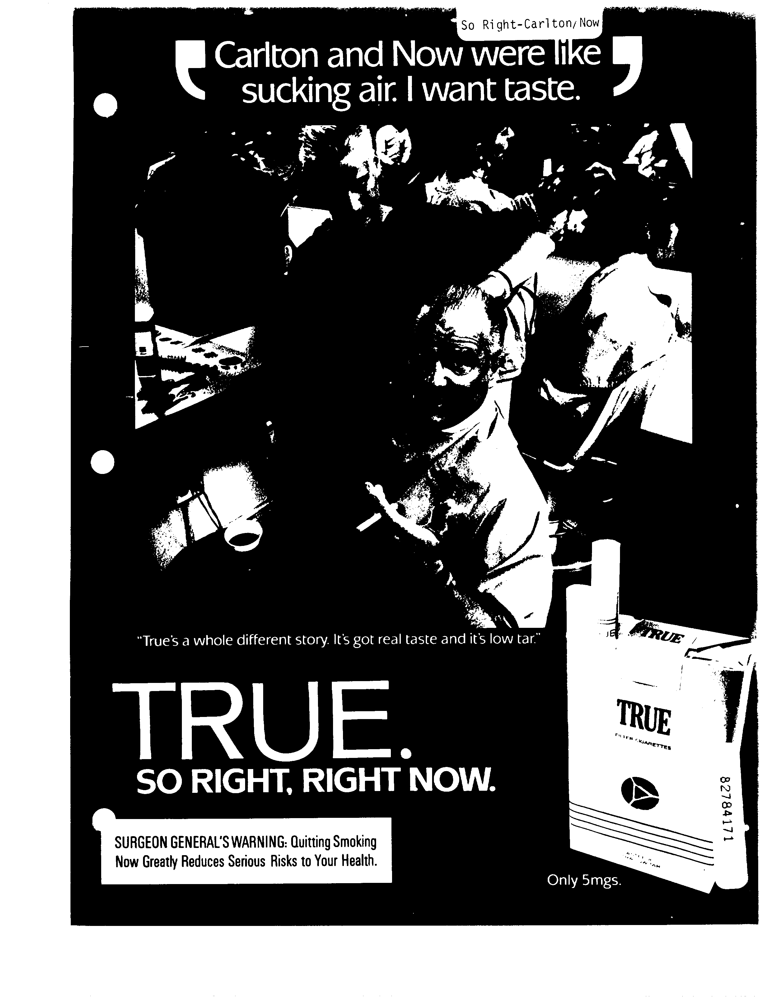 So Right-Carlton/Now
Carlton and Now were like
sucking air. I want taste.
"True's a whole different story. It's got real taste and it's low tar."
TRUE.
SO RIGHT, RIGHT NOW.
TRUE
TRUE
FILTER CIGARETTES
82784171
SURGEON GENERAL'S WARNING: Quitting Smoking
Now Greatly Reduces Serious Risks to Your Health.
Only 5mgs.